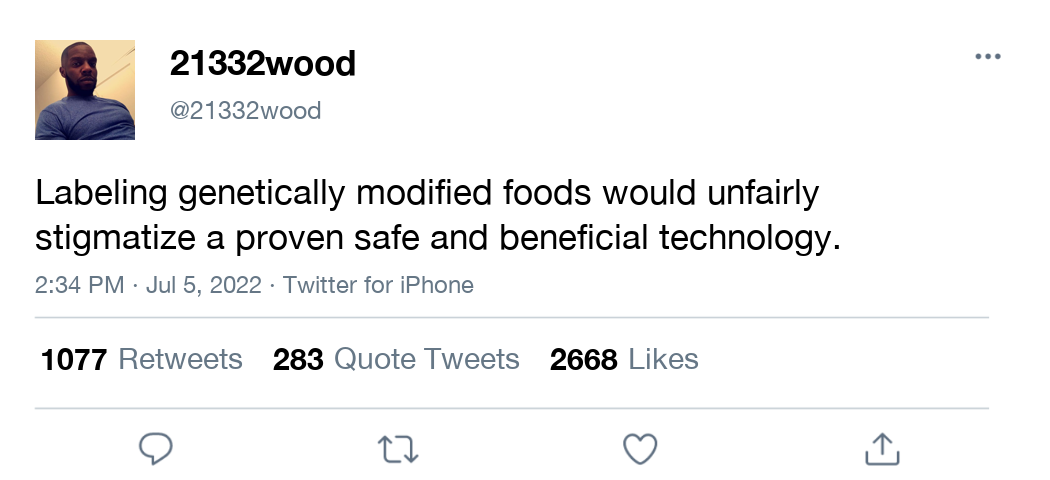 21332wood
@21332wood
Labeling genetically modified foods would unfairly
stigmatize a proven safe and beneficial technology.
2:34 PM · Jul 5, 2022 · Twitter for iPhone
1077 Retweets 283 Quote Tweets 2668 Likes